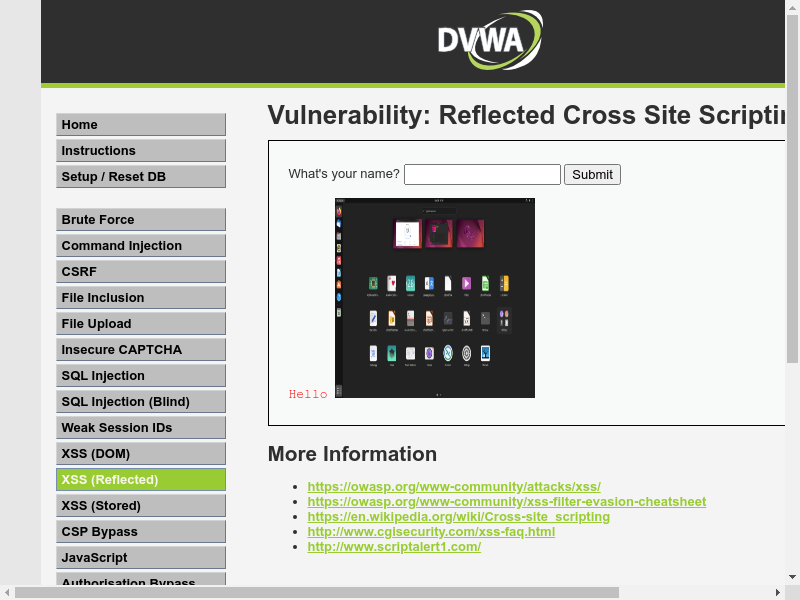 DVWA
Home
Instructions
Setup / Reset DB
Brute Force
Command Injection
CSRF
File Inclusion
File Upload
Insecure CAPTCHA
SQL Injection
SQL Injection (Blind)
Weak Session IDs
XSS (DOM)
XSS (Reflected)
XSS (Stored)
CSP Bypass
JavaScript
Authorisation Bypass
Vulnerability: Reflected Cross Site Scriptin
What's your name? Submit
Hello
More Information
https://owasp.org/www-community/attacks/xss/
https://owasp.org/www-community/xss-filter-evasion-cheatsheet
https://en.wikipedia.org/wiki/Cross-site_scripting
http://www.cgisecurity.com/xss-faq.html
http://www.scriptalert1.com/